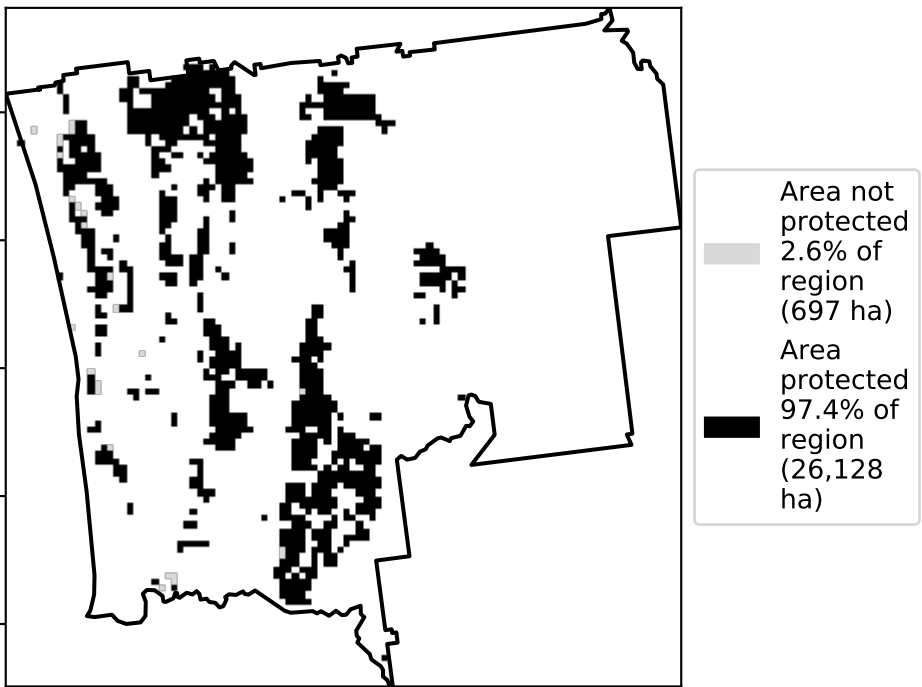 Area not
protected
2.6% of
region
(697 ha)
Area
protected
97.4% of
region
(26,128
ha)